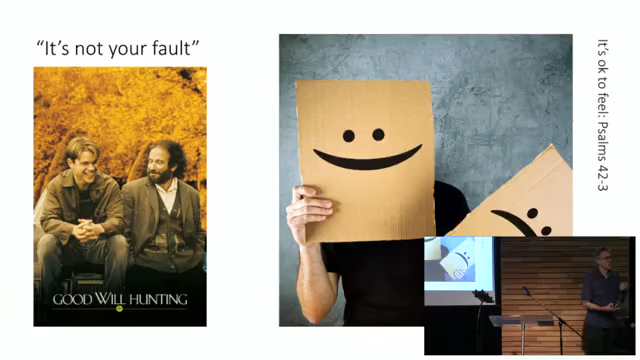 “It’s not your fault”
GOOD WILL HUNTING
It’s ok to feel: Psalms 42-3